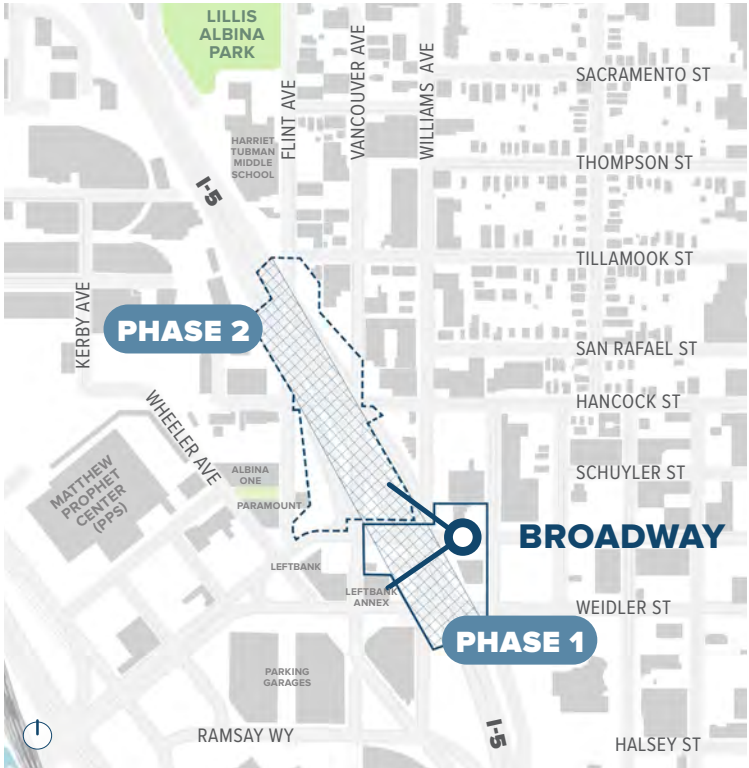 LILLIS
ALBINA
PARK
SACRAMENTO ST
FLINT AVE
VANCOUVER AVE
WILLIAMS AVE
HARRIET
TUBMAN
MIDDLE
SCHOOL
THOMPSON ST
I-5
TILLAMOOK ST
KERBY AVE
PHASE 2
SAN RAFAEL ST
HANCOCK ST
WHEELER AVE
MATTHEW
PROPHET
CENTER
(PPS)
ALBINA
ONE
SCHUYLER ST
PARAMOUNT
BROADWAY
LEFTBANK
LEFTBANK
ANNEX
WEIDLER ST
PHASE 1
PARKING
GARAGES
RAMSAY WY
I-5
HALSEY ST